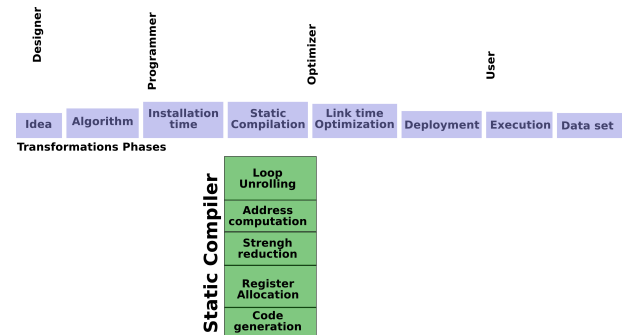 Designer
Programmer
Optimizer
User
Idea
Algorithm
Installation
time
Static
Compilation
Link time
Optimization
Deployment
Execution
Data set
Transformations Phases
Static Compiler
Loop
Unrolling
Address
computation
Strengh
reduction
Register
Allocation
Code
generation